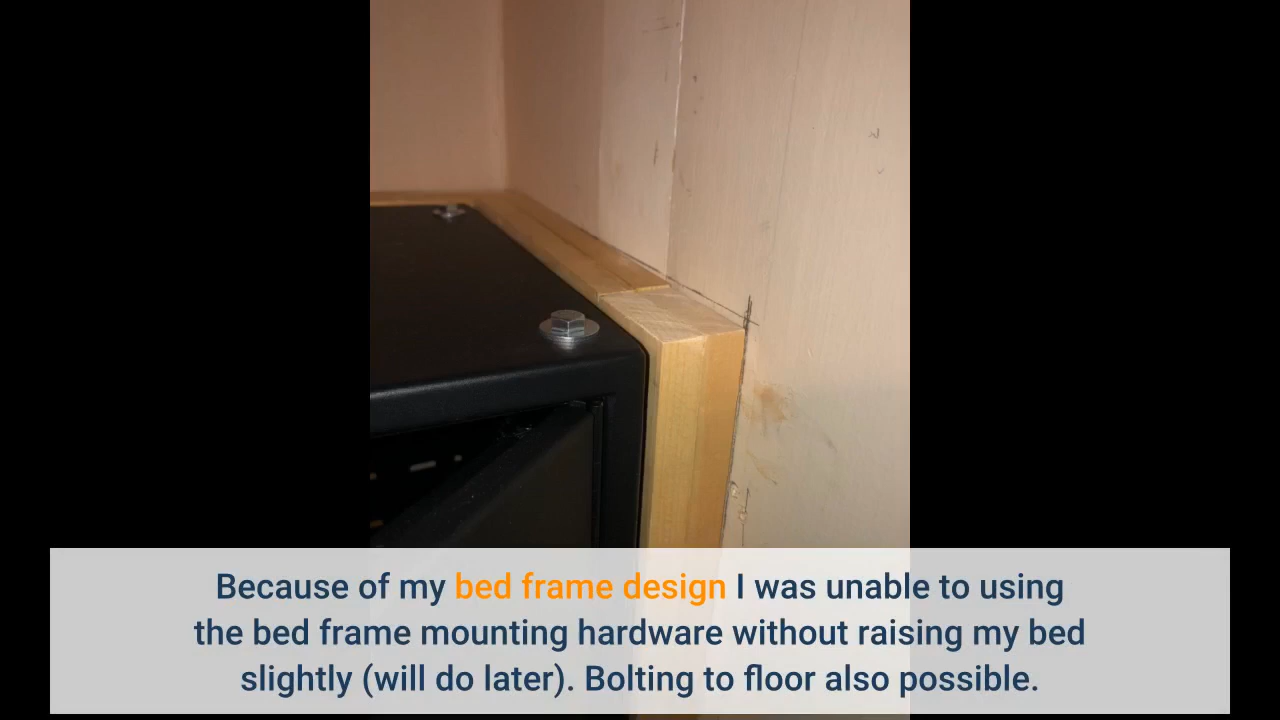 Because of my bed frame design I was unable to using
the bed frame mounting hardware without raising my bed
slightly (will do later). Bolting to floor also possible.